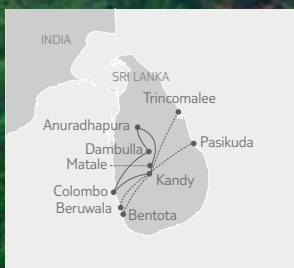 INDIA
SRI LANKA
Trincomalee
Anuradhapura
Pasikuda
Dambulla
Matale
Kandy
Colombo
Beruwala
Bentota